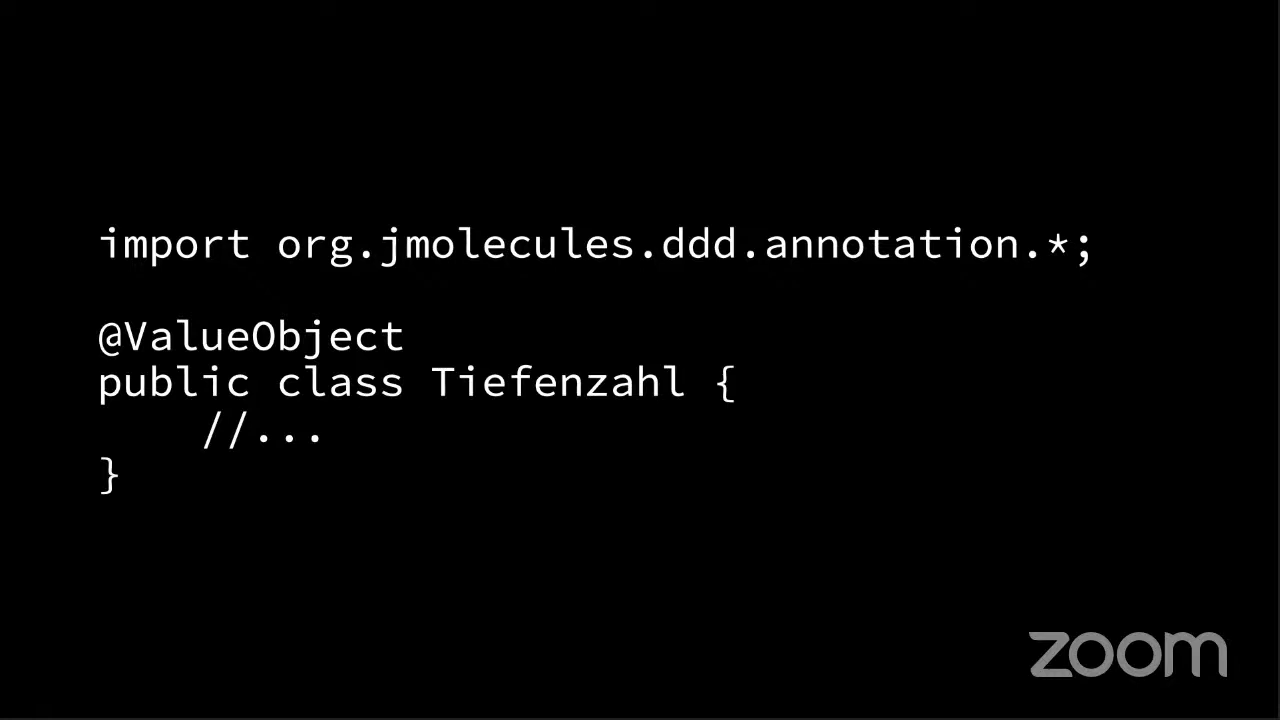 import org.jmolecules.ddd.annotation.*;
@ValueObject
public class Tiefenzahl {
    //...
}
zoom